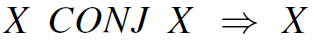 X CONJ X ⇒ X